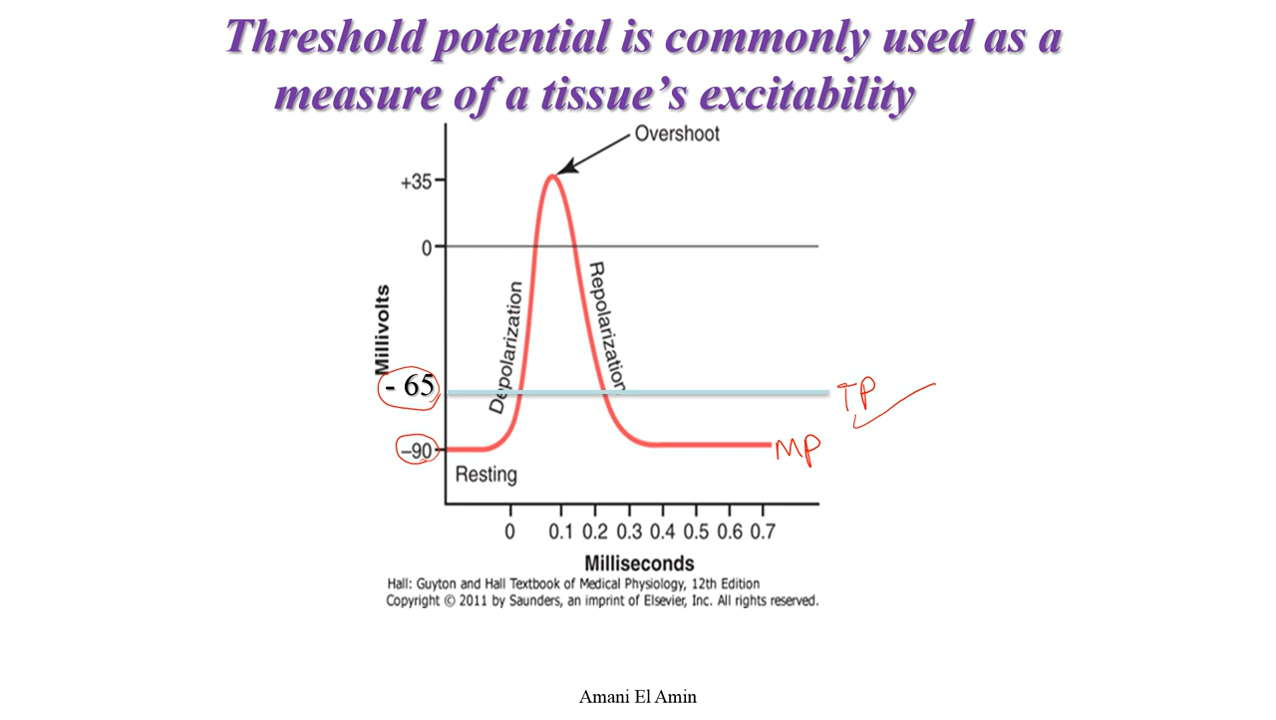 Threshold potential is commonly used as a
measure of a tissue's excitability
Overshoot
+35
0
Millivolts
Depolarization
Repolarization
- 65
TP
–90
MP
Resting
0 0.1 0.2 0.3 0.4 0.5 0.6 0.7
Milliseconds
Hall: Guyton and Hall Textbook of Medical Physiology, 12th Edition
Copyright © 2011 by Saunders, an imprint of Elsevier, Inc. All rights reserved.
Amani El Amin